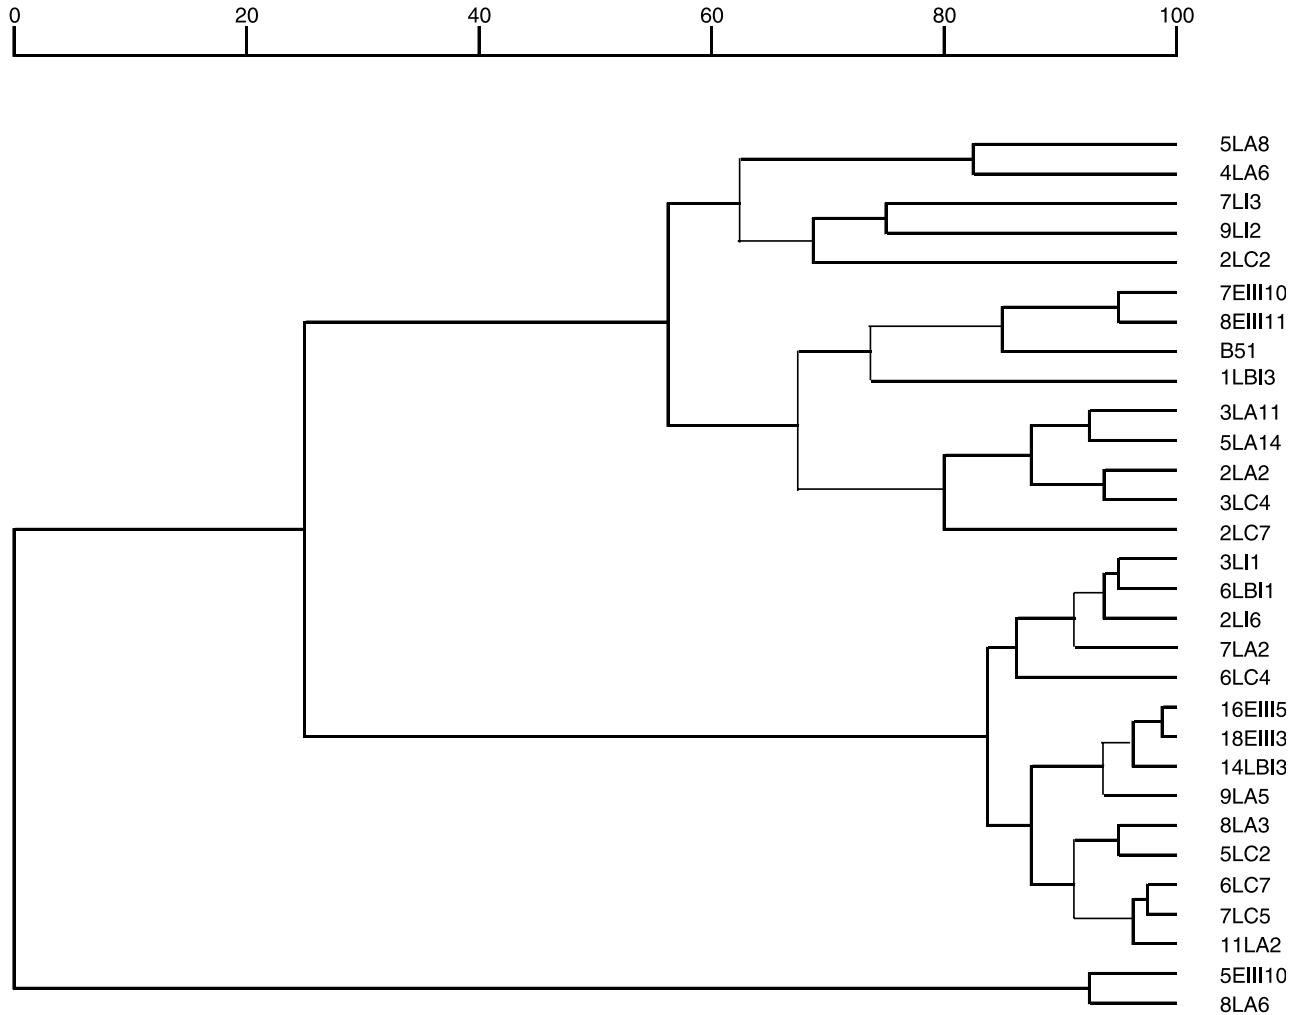 0 20 40 60 80 100
5LA8
4LA6
7LI3
9LI2
2LC2
7EIII10
8EIII11
B51
1LBI3
3LA11
5LA14
2LA2
3LC4
2LC7
3LI1
6LBI1
2LI6
7LA2
6LC4
16EIII5
18EIII3
14LBI3
9LA5
8LA3
5LC2
6LC7
7LC5
11LA2
5EIII10
8LA6